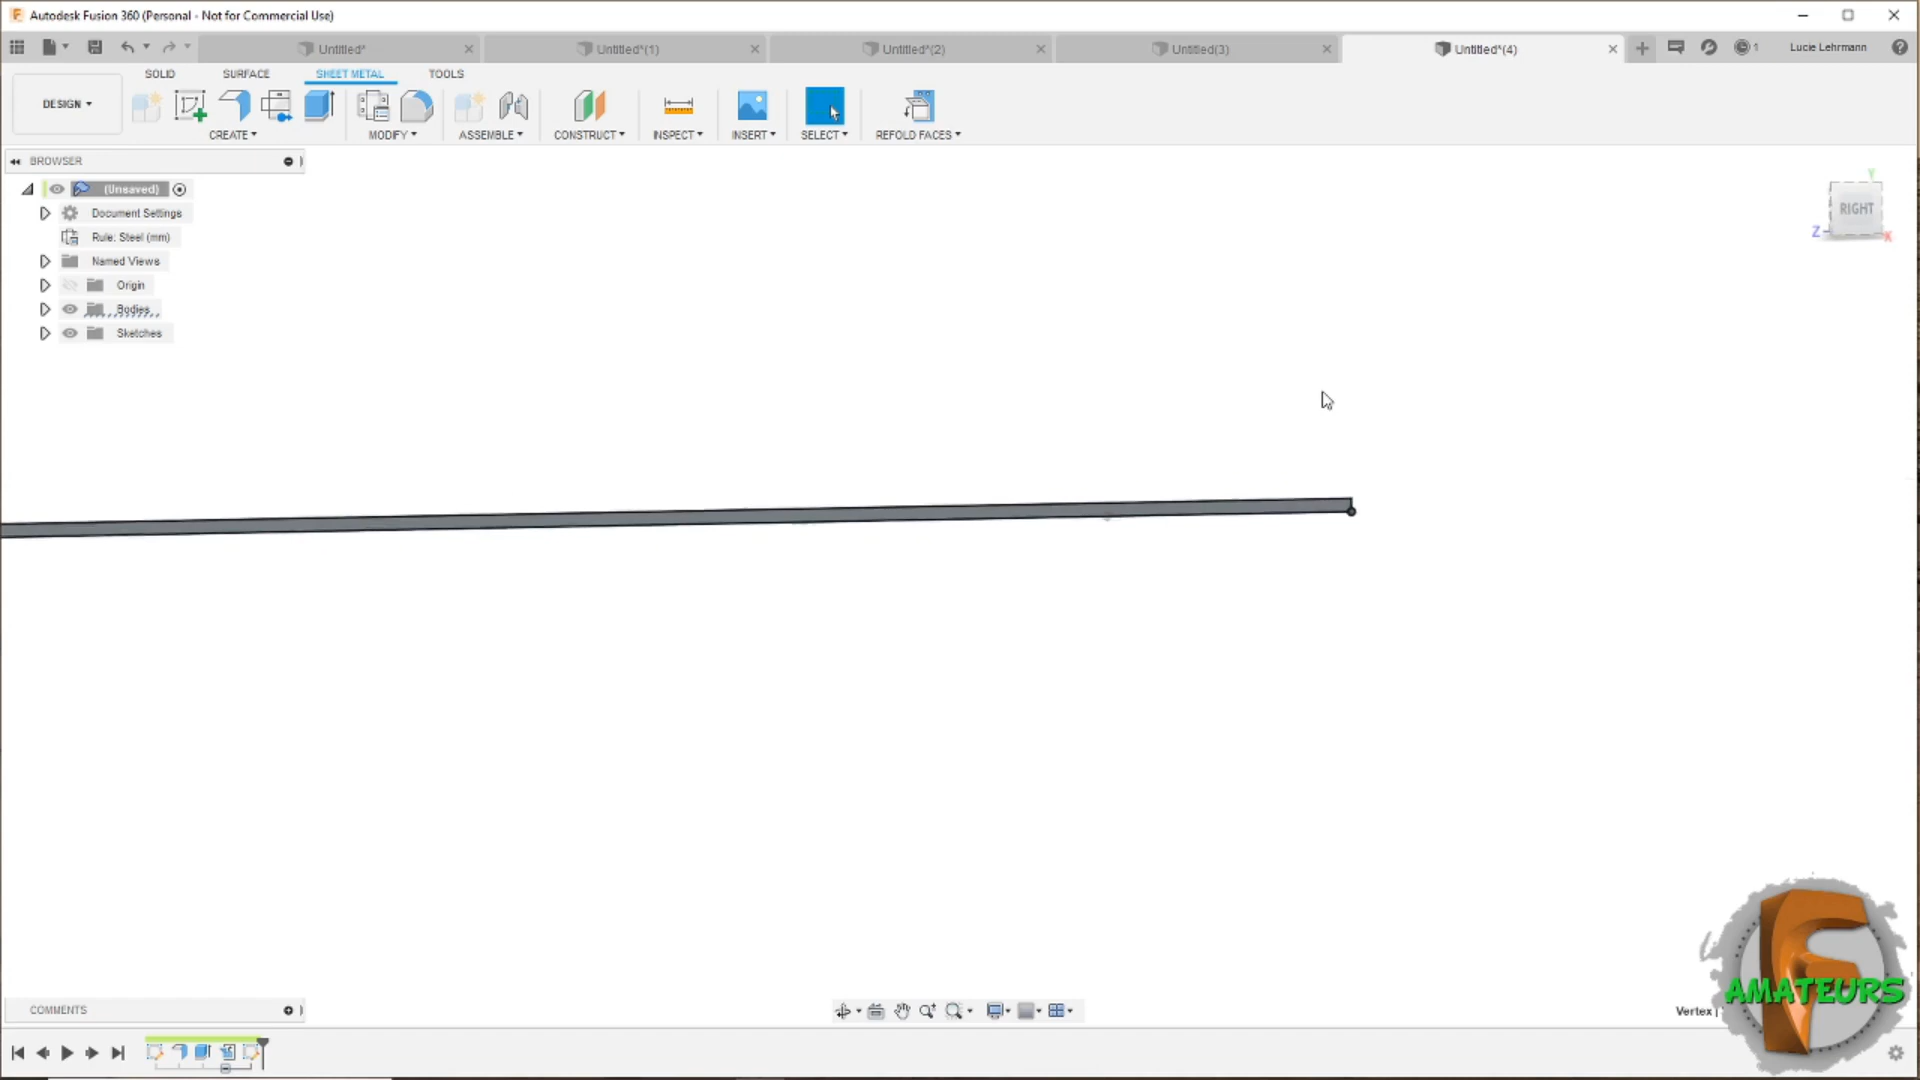 Autodesk Fusion 360 (Personal - Not for Commercial Use)
Untitled*
Untitled*(1)
Untitled*(2)
Untitled(3)
Untitled*(4)
1
Lucie Lehrmann
SOLID
SURFACE
SHEET METAL
TOOLS
DESIGN
CREATE
MODIFY
ASSEMBLE
CONSTRUCT
INSPECT
INSERT
SELECT
REFOLD FACES
BROWSER
(Unsaved)
Document Settings
Rule: Steel (mm)
Named Views
Origin
Bodies
Sketches
Y
RIGHT
Z
X
COMMENTS
Vertex |
F
AMATEURS